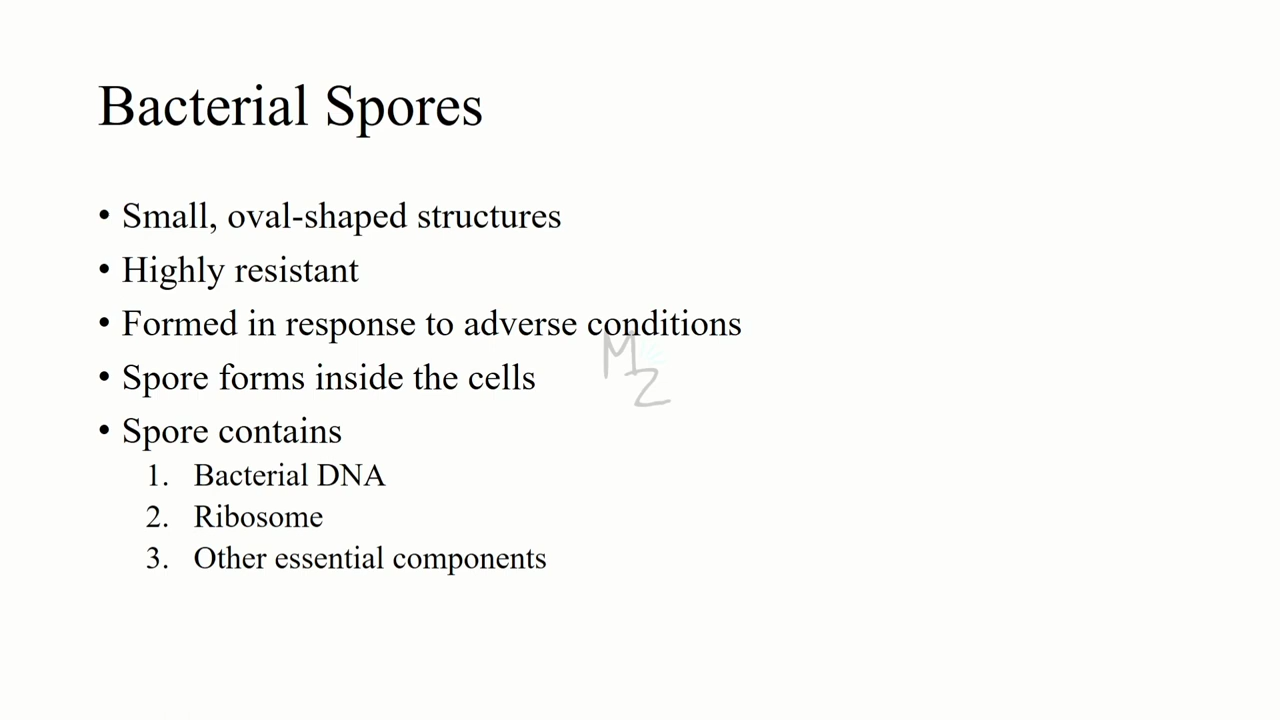 Bacterial Spores
• Small, oval-shaped structures
• Highly resistant
• Formed in response to adverse conditions
• Spore forms inside the cells
• Spore contains
1. Bacterial DNA
2. Ribosome
3. Other essential components
MZ